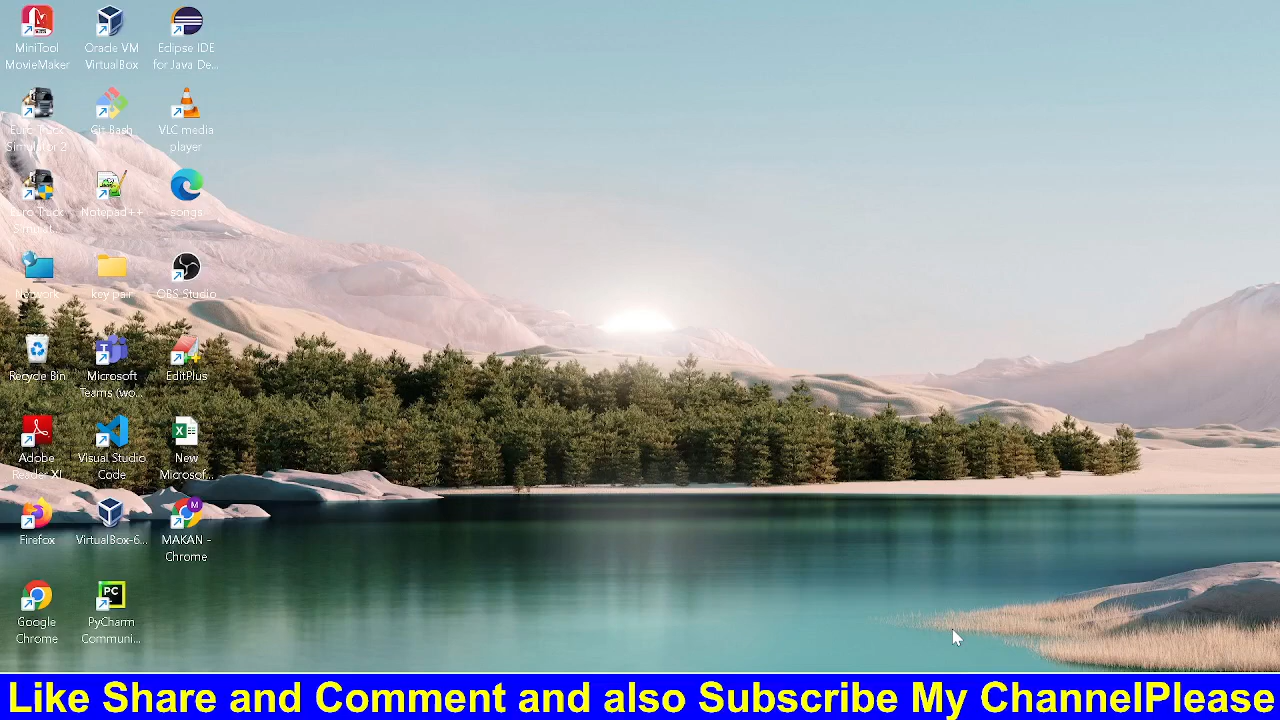 MiniTool
MovieMaker
Oracle VM
VirtualBox
Eclipse IDE
for Java De...
Euro Truck
Simulator 2
Git Bash
VLC media
player
Euro Truck
Simulat...
Notepad++
songs
Network
key pair
OBS Studio
Recycle Bin
Microsoft
Teams (wo...
EditPlus
Adobe
Reader XI
Visual Studio
Code
New
Microsof...
Firefox
VirtualBox-6...
MAKAN -
Chrome
Google
Chrome
PyCharm
Communi...
Like Share and Comment and also Subscribe My ChannelPlease